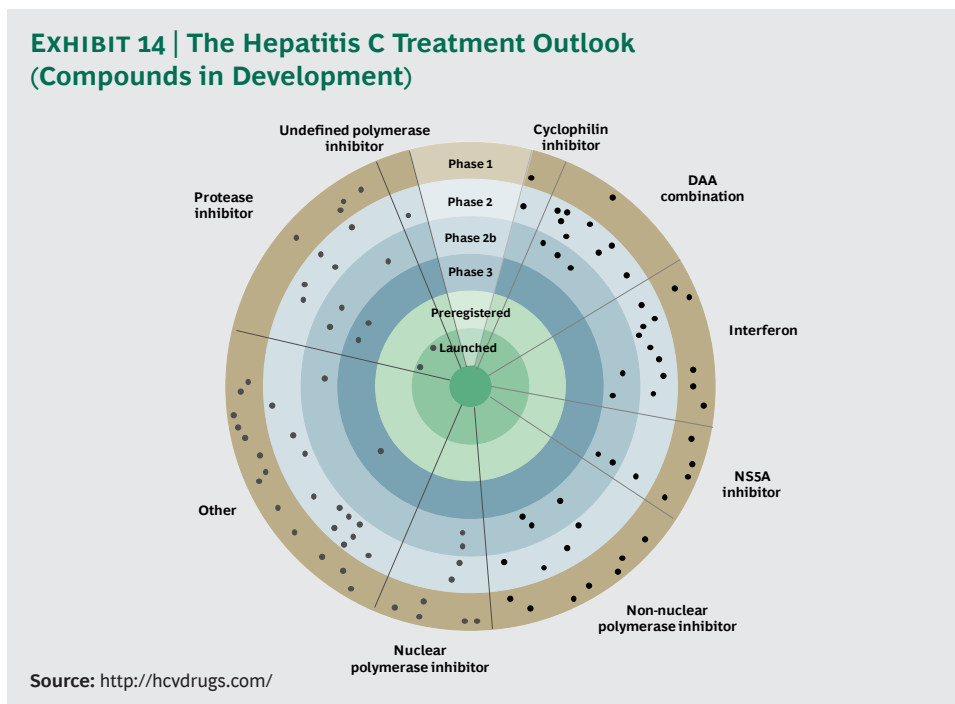 EXHIBIT 14 | The Hepatitis C Treatment Outlook
(Compounds in Development)
Undefined polymerase
inhibitor
Cyclophilin
inhibitor
Phase 1
Protease
inhibitor
DAA
combination
Phase 2
Phase 2b
Phase 3
Preregistered
Interferon
Launched
NS5A
inhibitor
Other
Non-nuclear
polymerase inhibitor
Nuclear
polymerase inhibitor
Source: http://hcvdrugs.com/